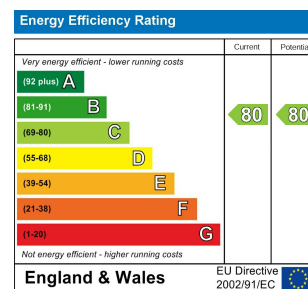 Energy Efficiency Rating
Current Potentia
Very energy efficient - lower running costs
(92 plus) A
(81-91) B
80 80
(69-80) C
(55-68) D
(39-54) E
(21-38) F
(1-20) G
Not energy efficient - higher running costs
England & Wales
EU Directive
2002/91/EC